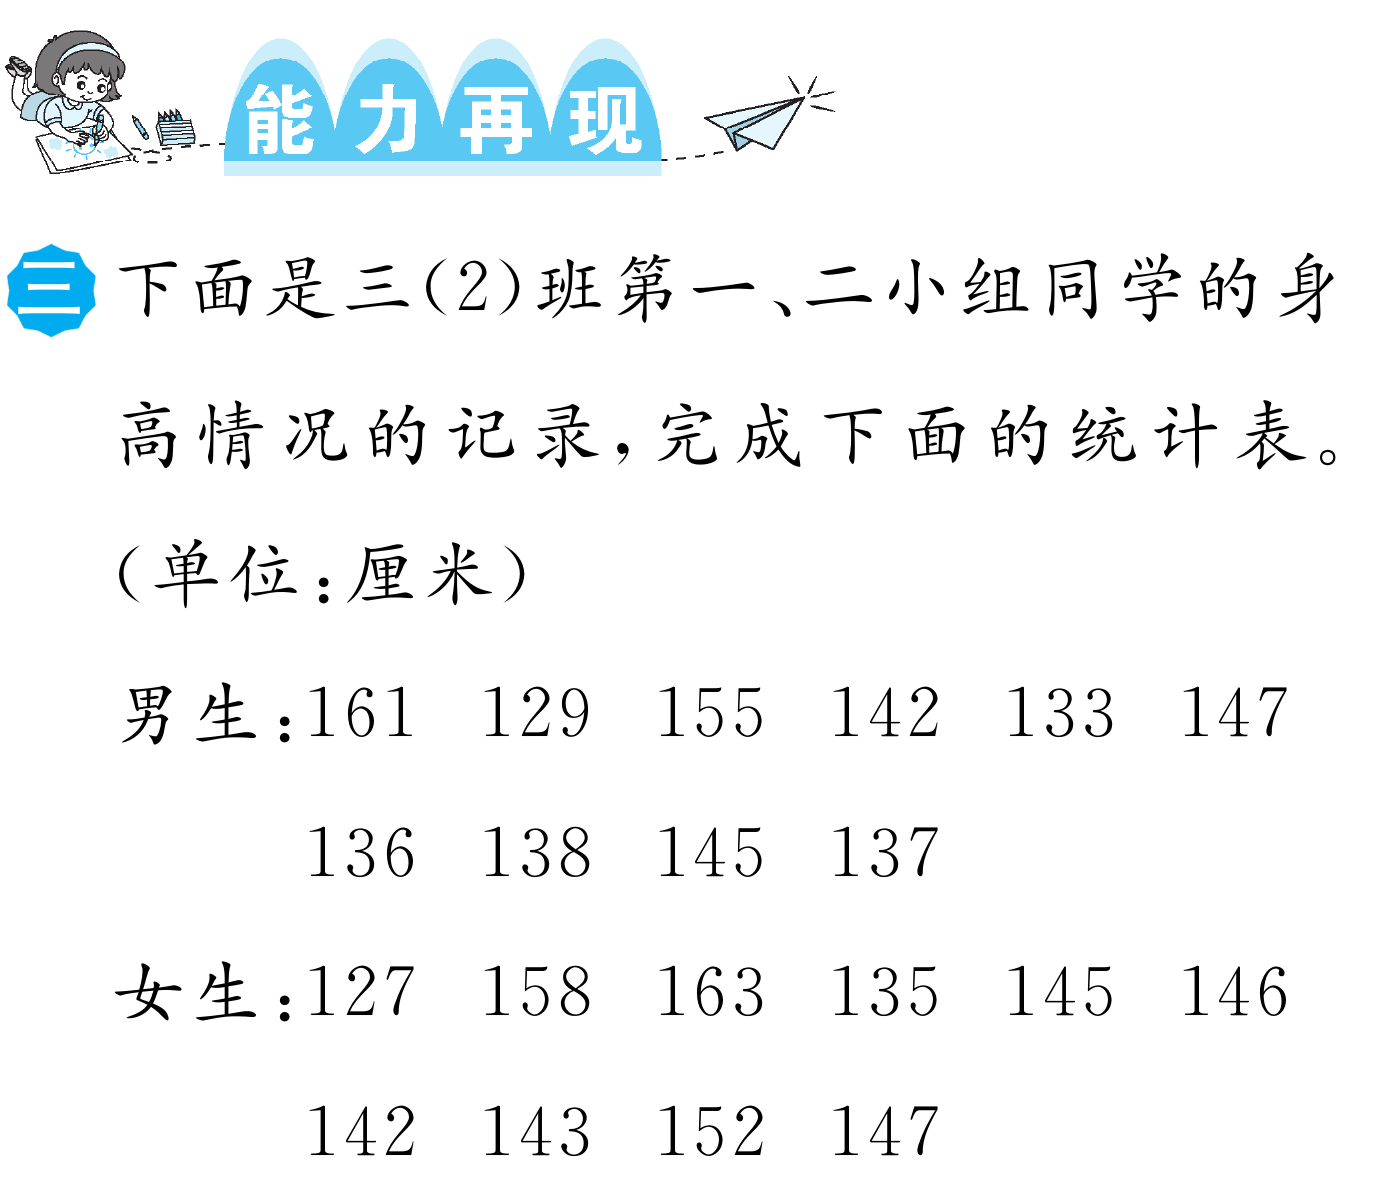 能力再现
三 下面是三(2)班第一、二小组同学的身
高情况的记录,完成下面的统计表。
(单位:厘米)
男生:161 129 155 142 133 147
136 138 145 137
女生:127 158 163 135 145 146
142 143 152 147